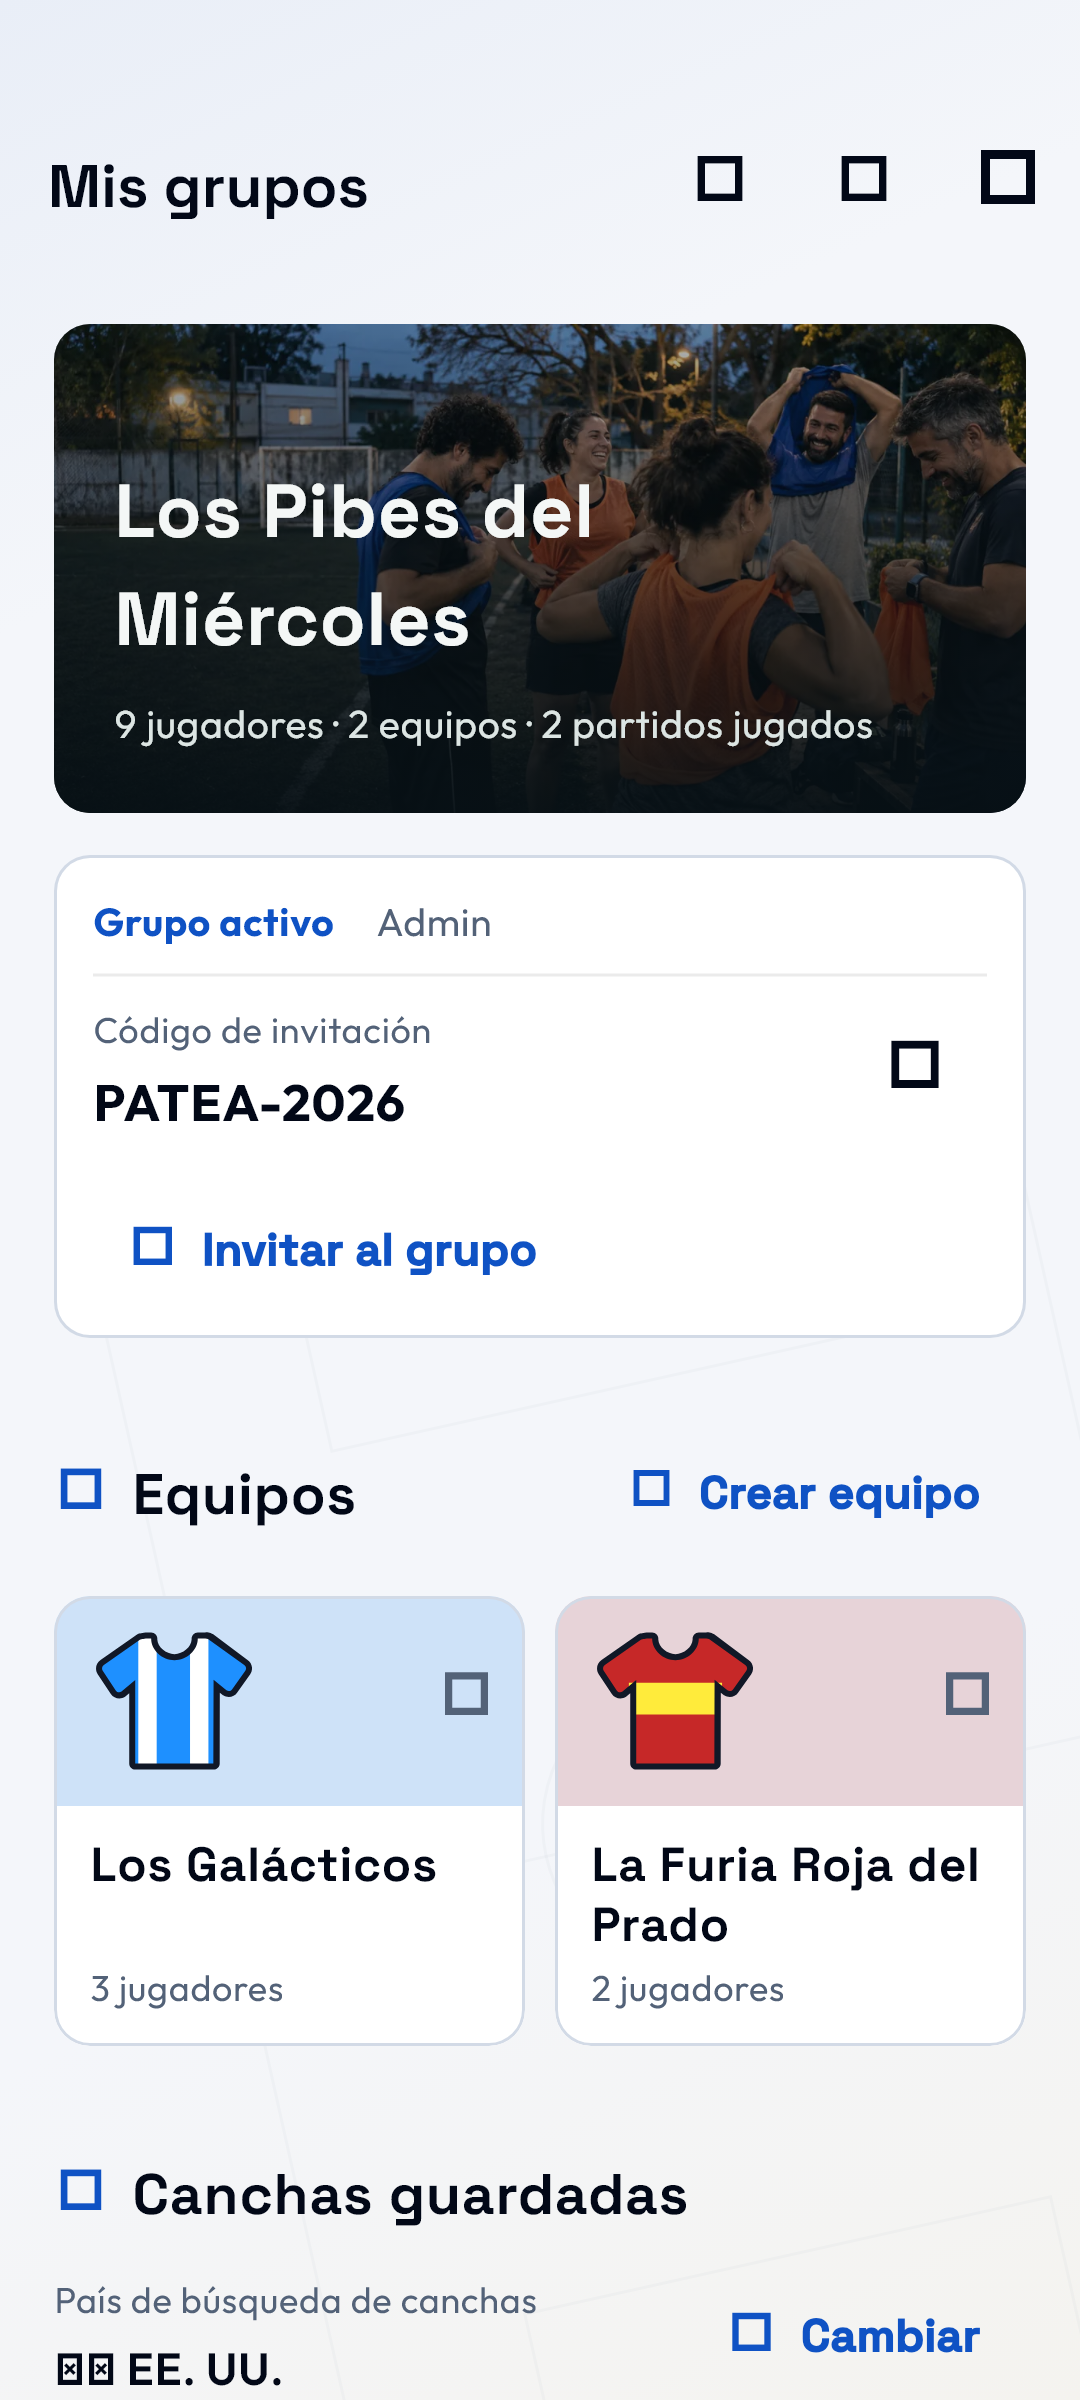 Mis grupos
Los Pibes del
Miércoles
9 jugadores · 2 equipos · 2 partidos jugados
Grupo activo Admin
Código de invitación
PATEA-2026
Invitar al grupo
Equipos
Crear equipo
Los Galácticos
3 jugadores
La Furia Roja del
Prado
2 jugadores
Canchas guardadas
País de búsqueda de canchas
EE. UU.
Cambiar